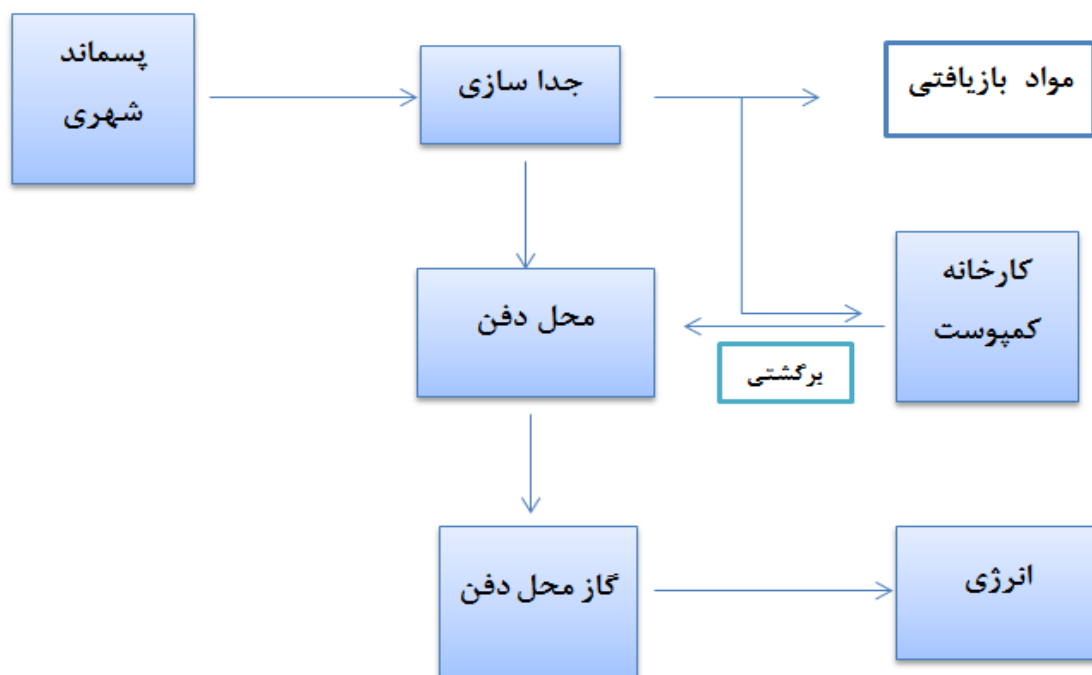 پسماند
شهری
جدا سازی
مواد بازیافتی
محل دفن
کارخانه
کمپوست
برگشتی
گاز محل دفن
انرژی